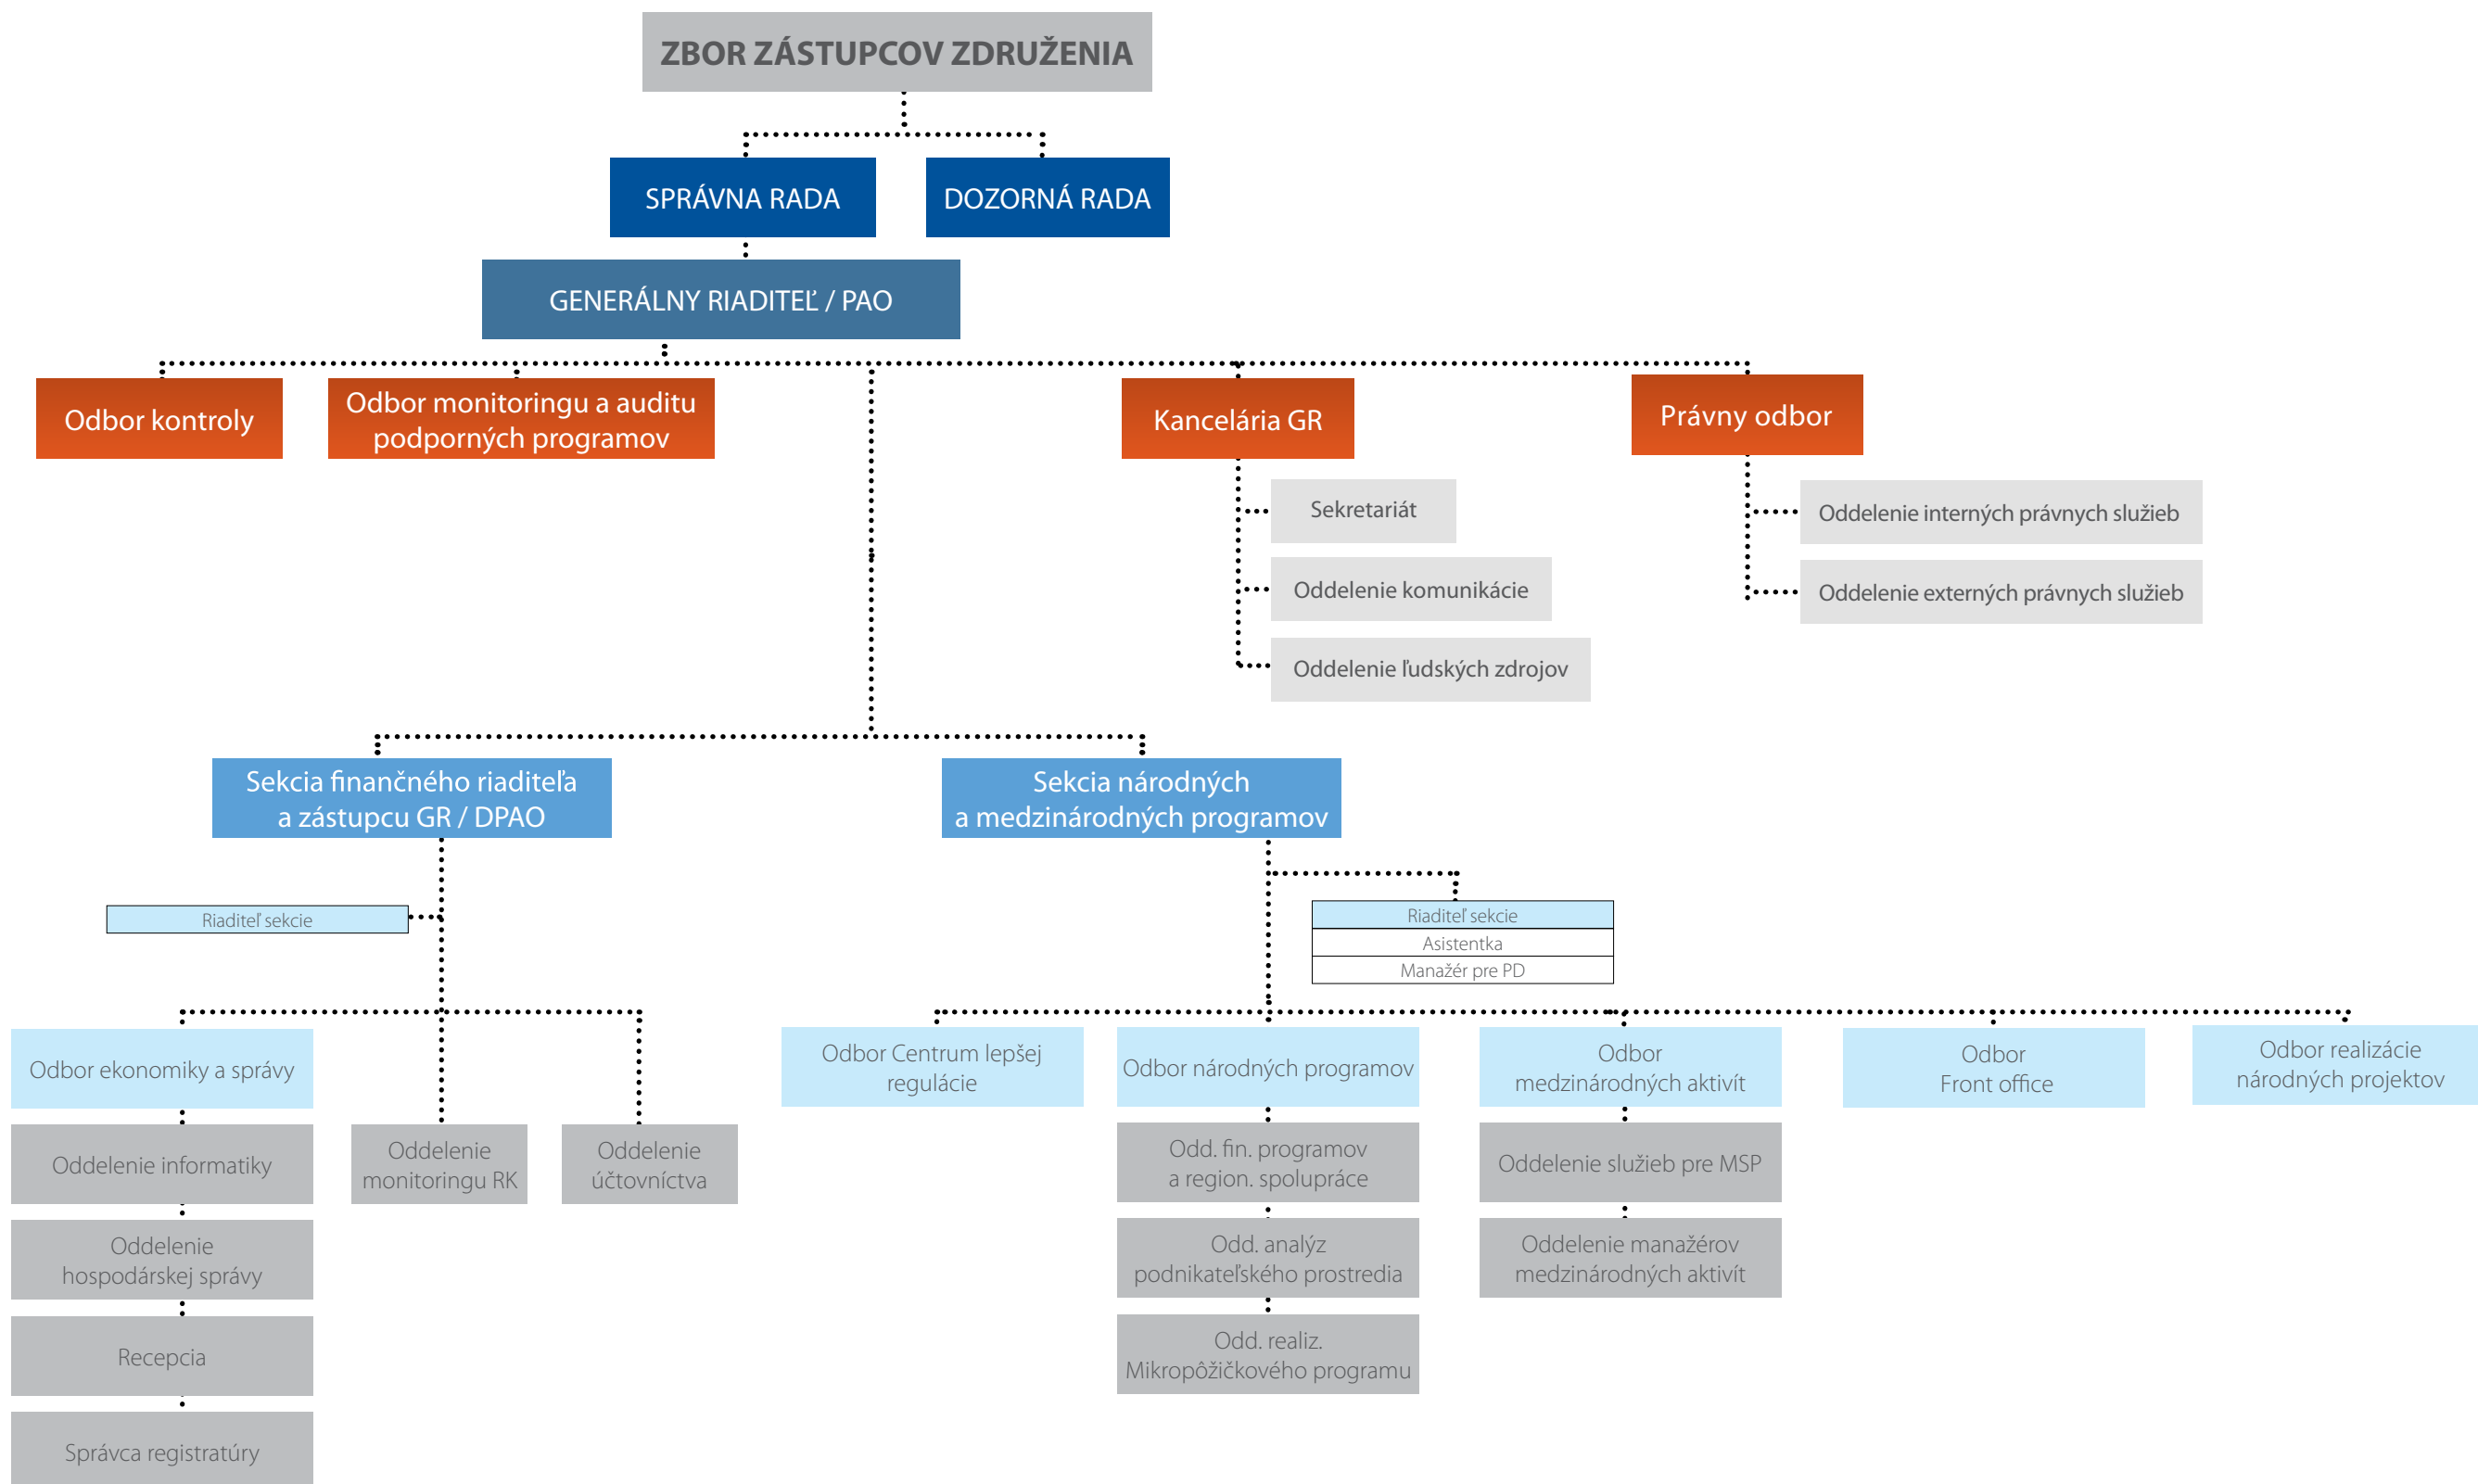 ZBOR ZÁSTUPCOV ZDRUŽENIA
SPRÁVNA RADA
DOZORNÁ RADA
GENERÁLNY RIADITEĽ / PAO
Odbor kontroly
Odbor monitoringu a auditu
podporných programov
Kancelária GR
Právny odbor
Sekretariát
Oddelenie komunikácie
Oddelenie ľudských zdrojov
Oddelenie interných právnych služieb
Oddelenie externých právnych služieb
Sekcia finančného riaditeľa
a zástupcu GR / DPAO
Sekcia národných
a medzinárodných programov
Riaditeľ sekcie
Riaditeľ sekcie
Asistentka
Manažér pre PD
Odbor ekonomiky a správy
Oddelenie informatiky
Oddelenie
hospodárskej správy
Recepcia
Správca registratúry
Oddelenie
monitoringu RK
Oddelenie
účtovníctva
Odbor Centrum lepšej
regulácie
Odbor národných programov
Odd. fin. programov
a region. spolupráce
Odd. analýz
podnikateľského prostredia
Odd. realiz.
Mikropôžičkového programu
Odbor
medzinárodných aktivít
Oddelenie služieb pre MSP
Oddelenie manažérov
medzinárodných aktivít
Odbor
Front office
Odbor realizácie
národných projektov